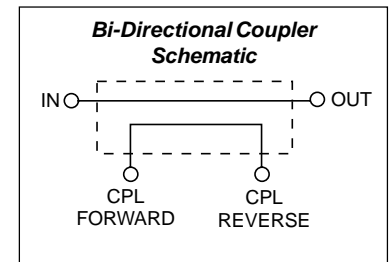 Bi-Directional Coupler
Schematic
IN
OUT
CPL
FORWARD
CPL
REVERSE